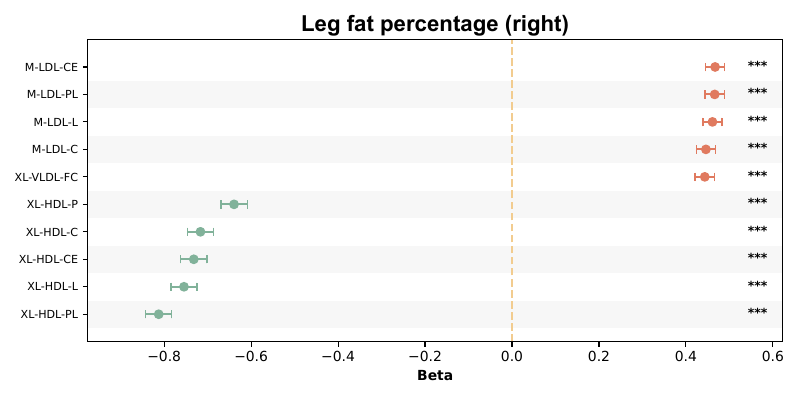 Leg fat percentage (right)
M-LDL-CE ***
M-LDL-PL ***
M-LDL-L ***
M-LDL-C ***
XL-VLDL-FC ***
XL-HDL-P ***
XL-HDL-C ***
XL-HDL-CE ***
XL-HDL-L ***
XL-HDL-PL ***
−0.8 −0.6 −0.4 −0.2 0.0 0.2 0.4 0.6
Beta